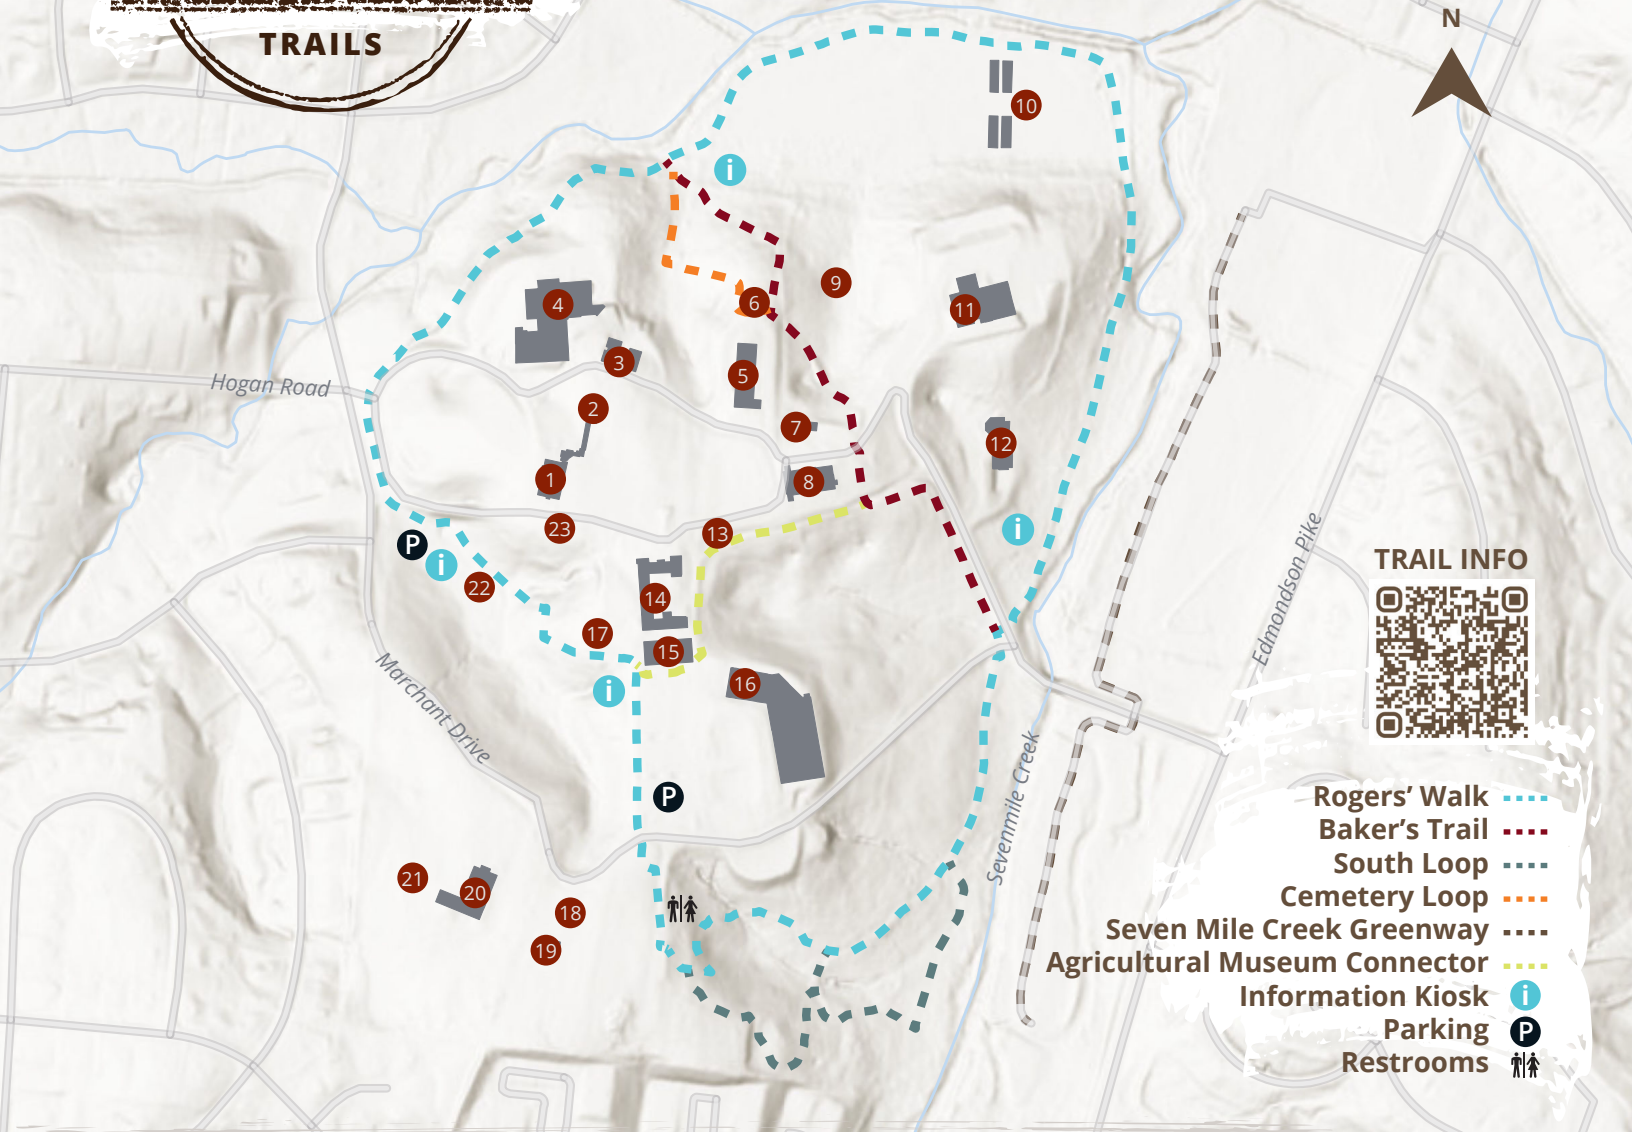 TRAILS
N
10
i
4
9
6
11
3
5
Hogan Road
2
7
12
1
8
23
13
i
P
i
22
14
TRAIL INFO
Edmondson Pike
17
15
i
16
Marchant Drive
P
Sevenmile Creek
21
20
18
19
Rogers’ Walk
Baker’s Trail
South Loop
Cemetery Loop
Seven Mile Creek Greenway
Agricultural Museum Connector
Information Kiosk i
Parking P
Restrooms